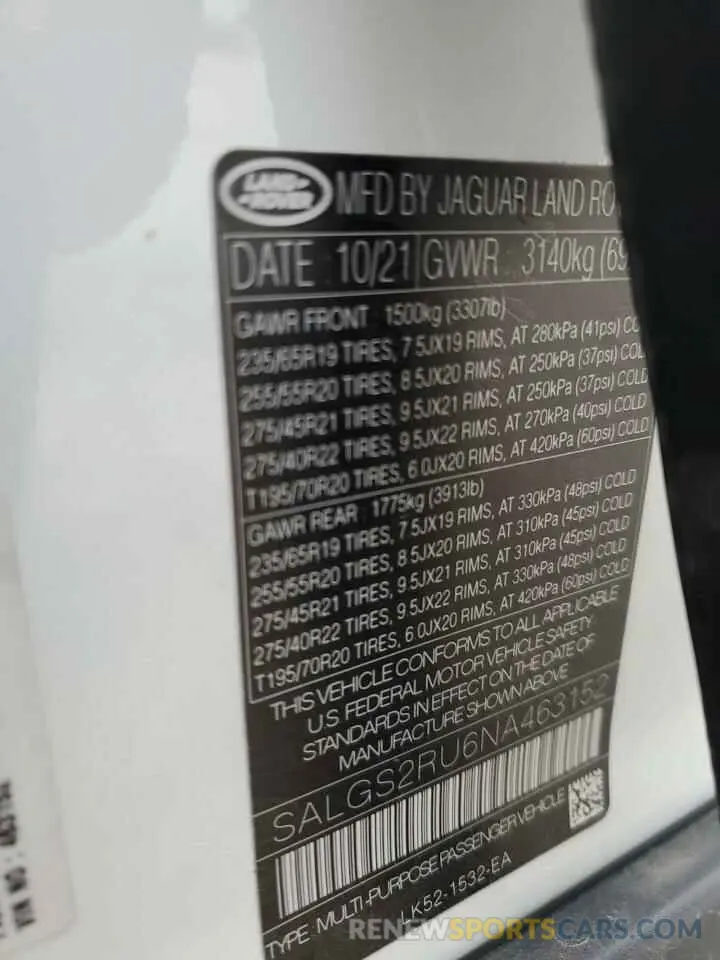 LAND ROVER
MFD BY JAGUAR LAND RO
DATE 10/21 GVWR 3140kg (69
GAWR FRONT 1500kg (3307lb)
235/65R19 TIRES, 7.5JX19 RIMS, AT 280kPa (41psi) CO
255/55R20 TIRES, 8.5JX20 RIMS, AT 250kPa (37psi) COL
275/45R21 TIRES, 9.5JX21 RIMS, AT 250kPa (37psi) COLD
275/40R22 TIRES, 9.5JX22 RIMS, AT 270kPa (40psi) COLD
T195/70R20 TIRES, 6.0JX20 RIMS, AT 420kPa (60psi) COLD
GAWR REAR 1775kg (3913lb)
235/65R19 TIRES, 7.5JX19 RIMS, AT 330kPa (48psi) COLD
255/55R20 TIRES, 8.5JX20 RIMS, AT 310kPa (45psi) COLD
275/45R21 TIRES, 9.5JX21 RIMS, AT 310kPa (45psi) COLD
275/40R22 TIRES, 9.5JX22 RIMS, AT 330kPa (48psi) COLD
T195/70R20 TIRES, 6.0JX20 RIMS, AT 420kPa (60psi) COLD
THIS VEHICLE CONFORMS TO ALL APPLICABLE
U.S. FEDERAL MOTOR VEHICLE SAFETY
STANDARDS IN EFFECT ON THE DATE OF
MANUFACTURE SHOWN ABOVE
SALGS2RU6NA463152
TYPE MULTI-PURPOSE PASSENGER VEHICLE
LK52-1532-EA
VIN NO: 463152
RENEWSPORTSCARS.COM